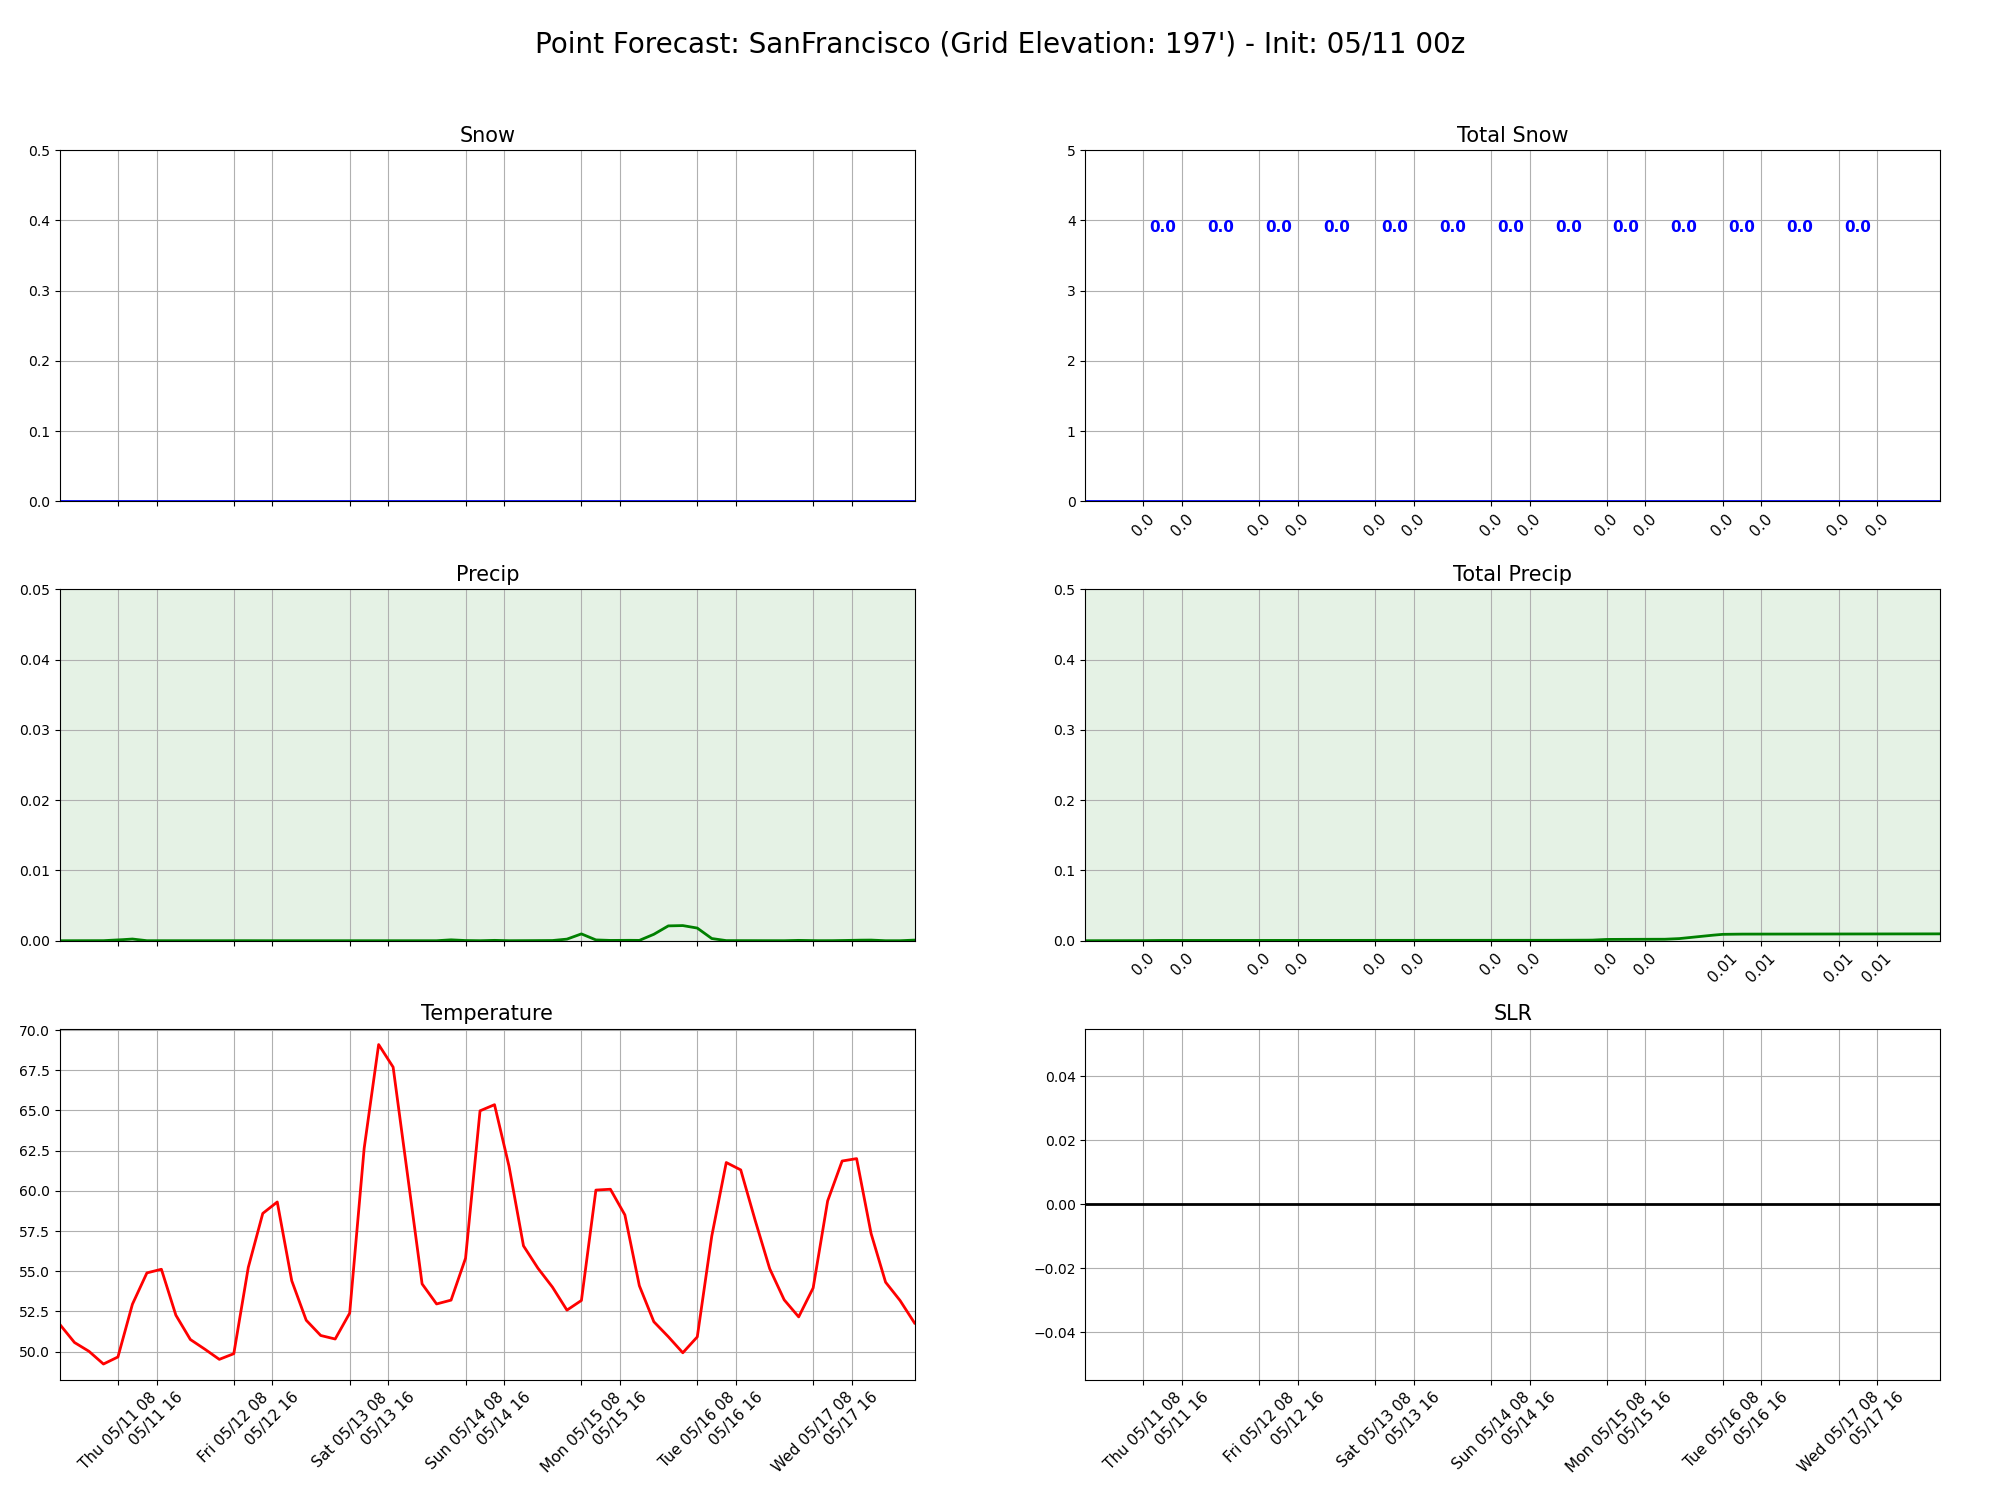 Point Forecast: SanFrancisco (Grid Elevation: 197') - Init: 05/11 00z
Snow
0.5
0.4
0.3
0.2
0.1
0.0
Total Snow
5
4
3
2
1
0
0.0 0.0 0.0 0.0 0.0 0.0 0.0 0.0 0.0 0.0 0.0 0.0 0.0
0.0 0.0 0.0 0.0 0.0 0.0 0.0 0.0 0.0 0.0 0.0 0.0 0.0 0.0
Precip
0.05
0.04
0.03
0.02
0.01
0.00
Total Precip
0.5
0.4
0.3
0.2
0.1
0.0
0.0 0.0 0.0 0.0 0.0 0.0 0.0 0.0 0.0 0.0 0.01 0.01 0.01 0.01
Temperature
70.0
67.5
65.0
62.5
60.0
57.5
55.0
52.5
50.0
Thu 05/11 08
05/11 16
Fri 05/12 08
05/12 16
Sat 05/13 08
05/13 16
Sun 05/14 08
05/14 16
Mon 05/15 08
05/15 16
Tue 05/16 08
05/16 16
Wed 05/17 08
05/17 16
SLR
0.04
0.02
0.00
−0.02
−0.04
Thu 05/11 08
05/11 16
Fri 05/12 08
05/12 16
Sat 05/13 08
05/13 16
Sun 05/14 08
05/14 16
Mon 05/15 08
05/15 16
Tue 05/16 08
05/16 16
Wed 05/17 08
05/17 16